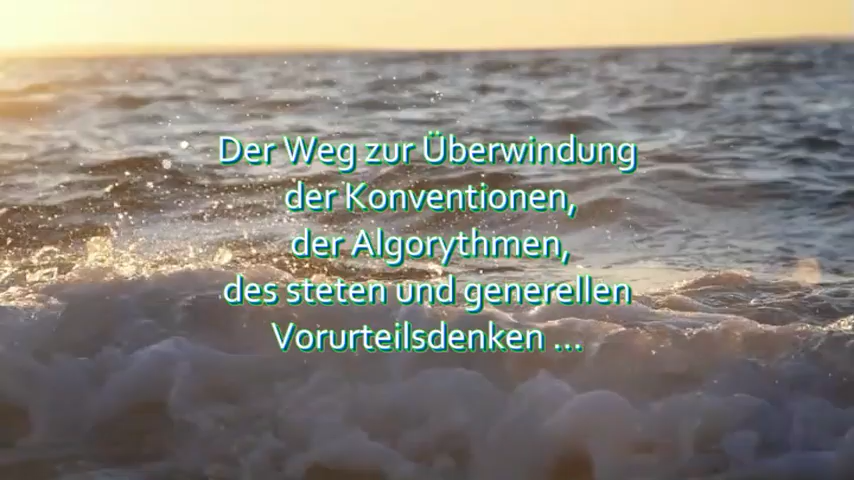 Der Weg zur Überwindung
der Konventionen,
der Algorythmen,
des steten und generellen
Vorurteilsdenken ...